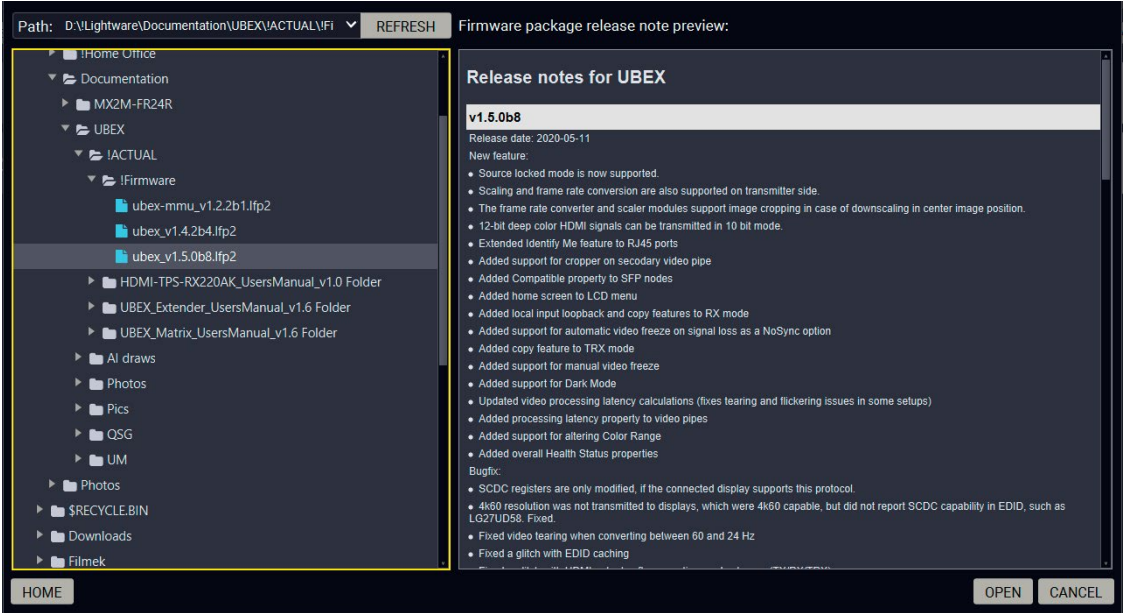 Path: D:\!Lightware\Documentation\UBEX\!ACTUAL\!Fi REFRESH
Firmware package release note preview:
!Home Office
Documentation
MX2M-FR24R
UBEX
!ACTUAL
!Firmware
ubex-mmu_v1.2.2b1.lfp2
ubex_v1.4.2b4.lfp2
ubex_v1.5.0b8.lfp2
HDMI-TPS-RX220AK_UsersManual_v1.0 Folder
UBEX_Extender_UsersManual_v1.6 Folder
UBEX_Matrix_UsersManual_v1.6 Folder
AI draws
Photos
Pics
QSG
UM
Photos
$RECYCLE.BIN
Downloads
Filmek
Release notes for UBEX
v1.5.0b8
Release date: 2020-05-11
New feature:
• Source locked mode is now supported.
• Scaling and frame rate conversion are also supported on transmitter side.
• The frame rate converter and scaler modules support image cropping in case of downscaling in center image position.
• 12-bit deep color HDMI signals can be transmitted in 10 bit mode.
• Extended Identify Me feature to RJ45 ports
• Added support for cropper on secodary video pipe
• Added Compatible property to SFP nodes
• Added home screen to LCD menu
• Added local input loopback and copy features to RX mode
• Added support for automatic video freeze on signal loss as a NoSync option
• Added copy feature to TRX mode
• Added support for manual video freeze
• Added support for Dark Mode
• Updated video processing latency calculations (fixes tearing and flickering issues in some setups)
• Added processing latency property to video pipes
• Added support for altering Color Range
• Added overall Health Status properties
Bugfix:
• SCDC registers are only modified, if the connected display supports this protocol.
• 4k60 resolution was not transmitted to displays, which were 4k60 capable, but did not report SCDC capability in EDID, such as
LG27UD58. Fixed.
• Fixed video tearing when converting between 60 and 24 Hz
• Fixed a glitch with EDID caching
HOME
OPEN CANCEL